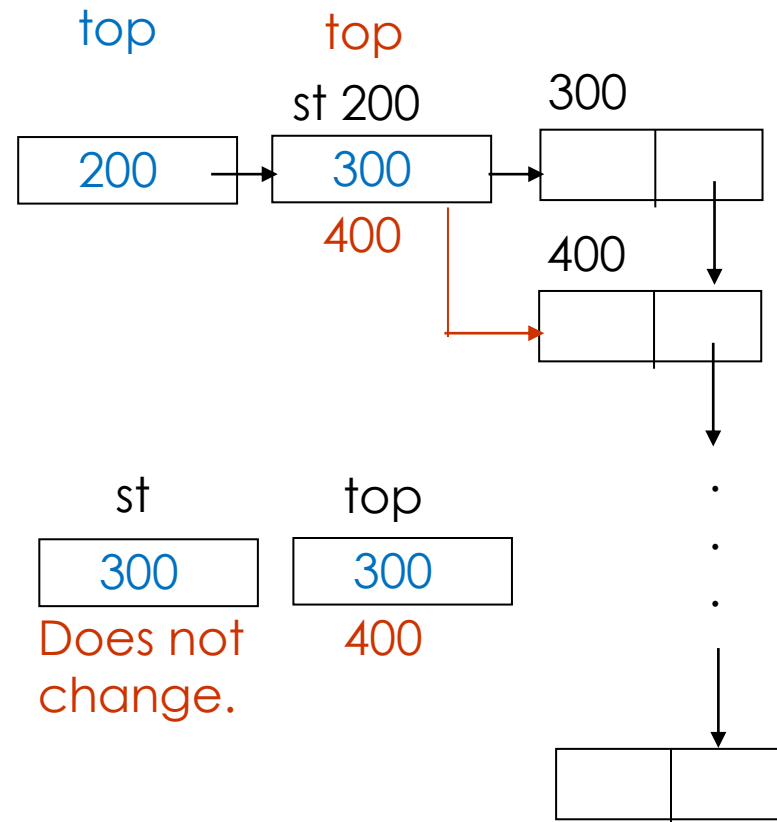 top top
st 200 300
200 300
400
400
st top
300 300
Does not 400
change.
.
.
.